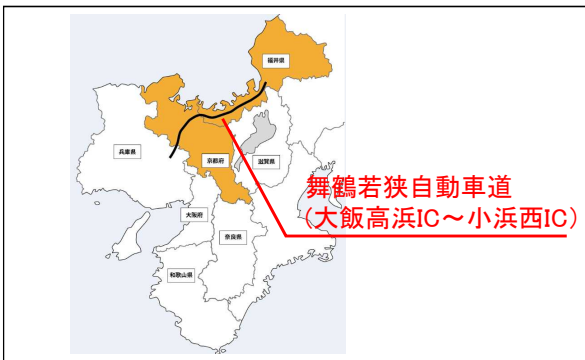 福井県
兵庫県
京都府
滋賀県
舞鶴若狭自動車道
(大飯高浜IC～小浜西IC)
大阪府
奈良県
和歌山県